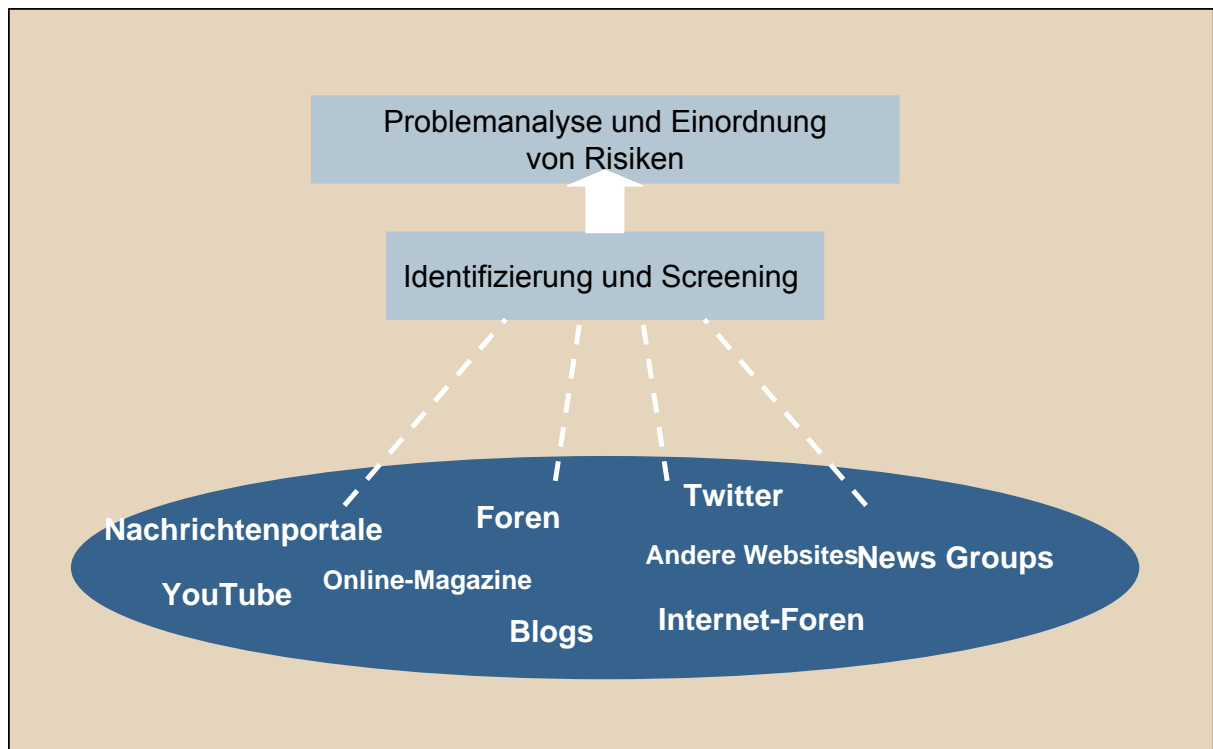 Problemanalyse und Einordnung
von Risiken
Identifizierung und Screening
Twitter
Foren
Nachrichtenportale
Andere Websites
News Groups
Online-Magazine
YouTube
Internet-Foren
Blogs